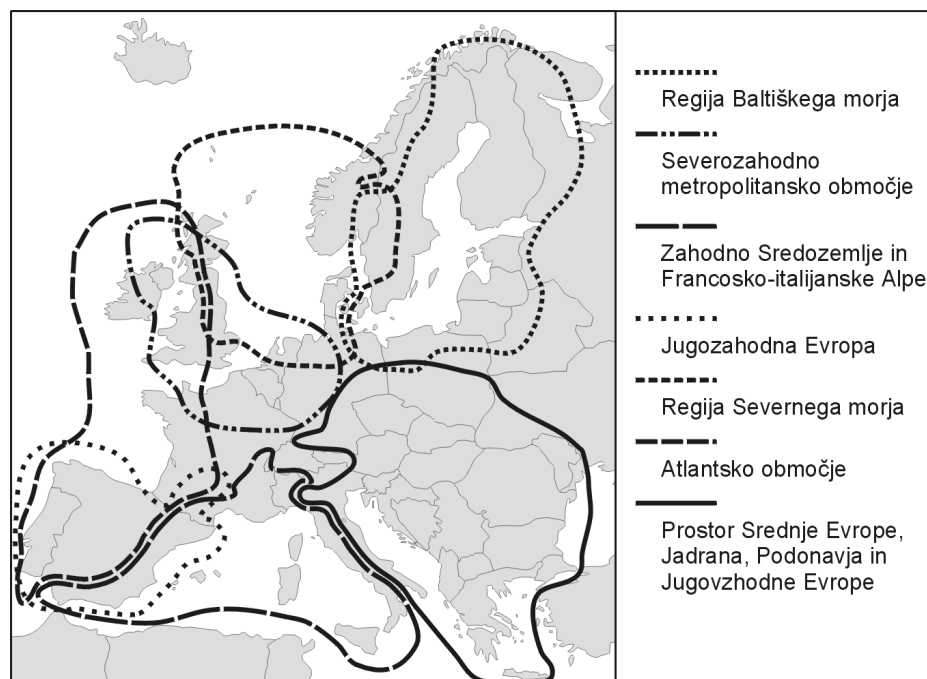 Regija Baltiškega morja
Severozahodno
metropolitansko območje
Zahodno Sredozemlje in
Francosko-italijanske Alpe
Jugozahodna Evropa
Regija Severnega morja
Atlantsko območje
Prostor Srednje Evrope,
Jadrana, Podonavja in
Jugovzhodne Evrope